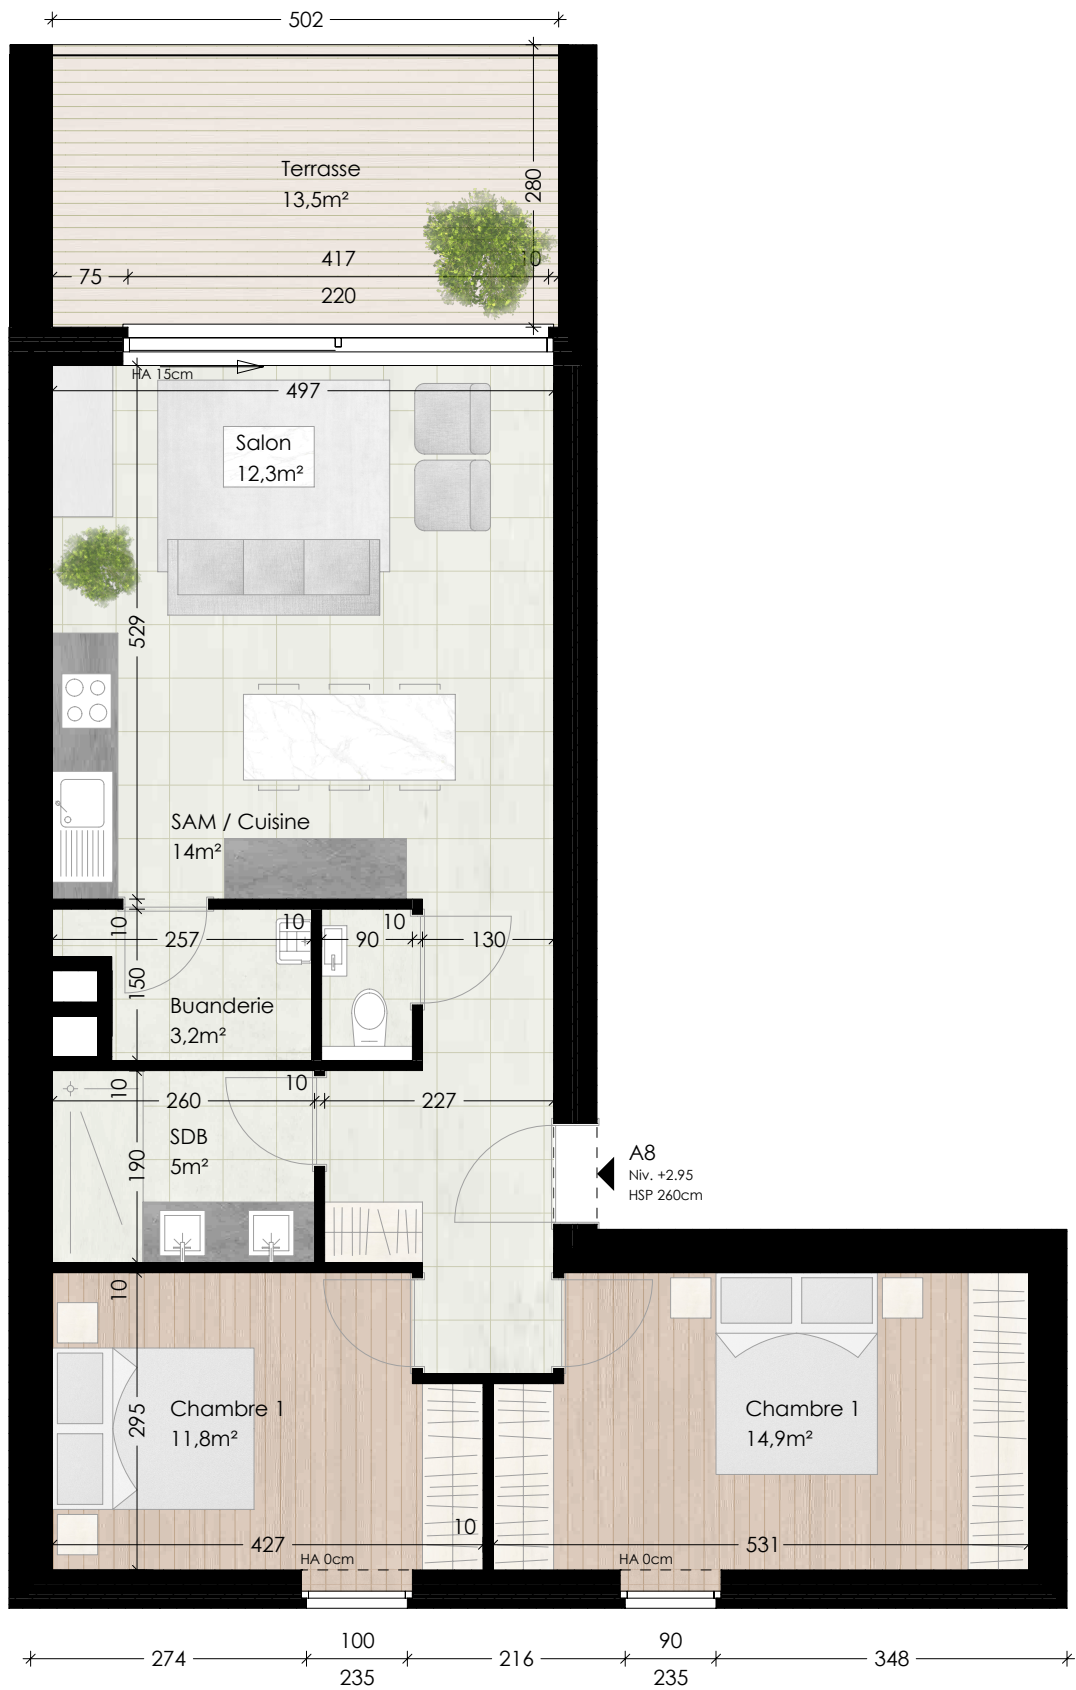 502
Terrasse
13,5m²
280
417
10
75
220
HA 15cm
497
Salon
12,3m²
529
SAM / Cuisine
14m²
10
10
10
257
90
130
150
Buanderie
3,2m²
10
10
260
227
SDB
5m²
190
A8
Niv. +2.95
HSP 260cm
10
Chambre 1
11,8m²
295
Chambre 1
14,9m²
10
427
531
HA 0cm
HA 0cm
100
90
274
216
348
235
235